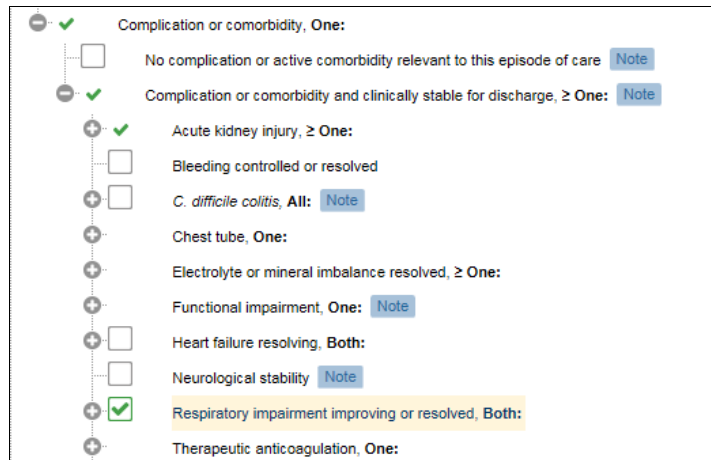 Complication or comorbidity, One:
No complication or active comorbidity relevant to this episode of care Note
Complication or comorbidity and clinically stable for discharge, ≥ One: Note
Acute kidney injury, ≥ One:
Bleeding controlled or resolved
C. difficile colitis, All: Note
Chest tube, One:
Electrolyte or mineral imbalance resolved, ≥ One:
Functional impairment, One: Note
Heart failure resolving, Both:
Neurological stability Note
Respiratory impairment improving or resolved, Both:
Therapeutic anticoagulation, One: